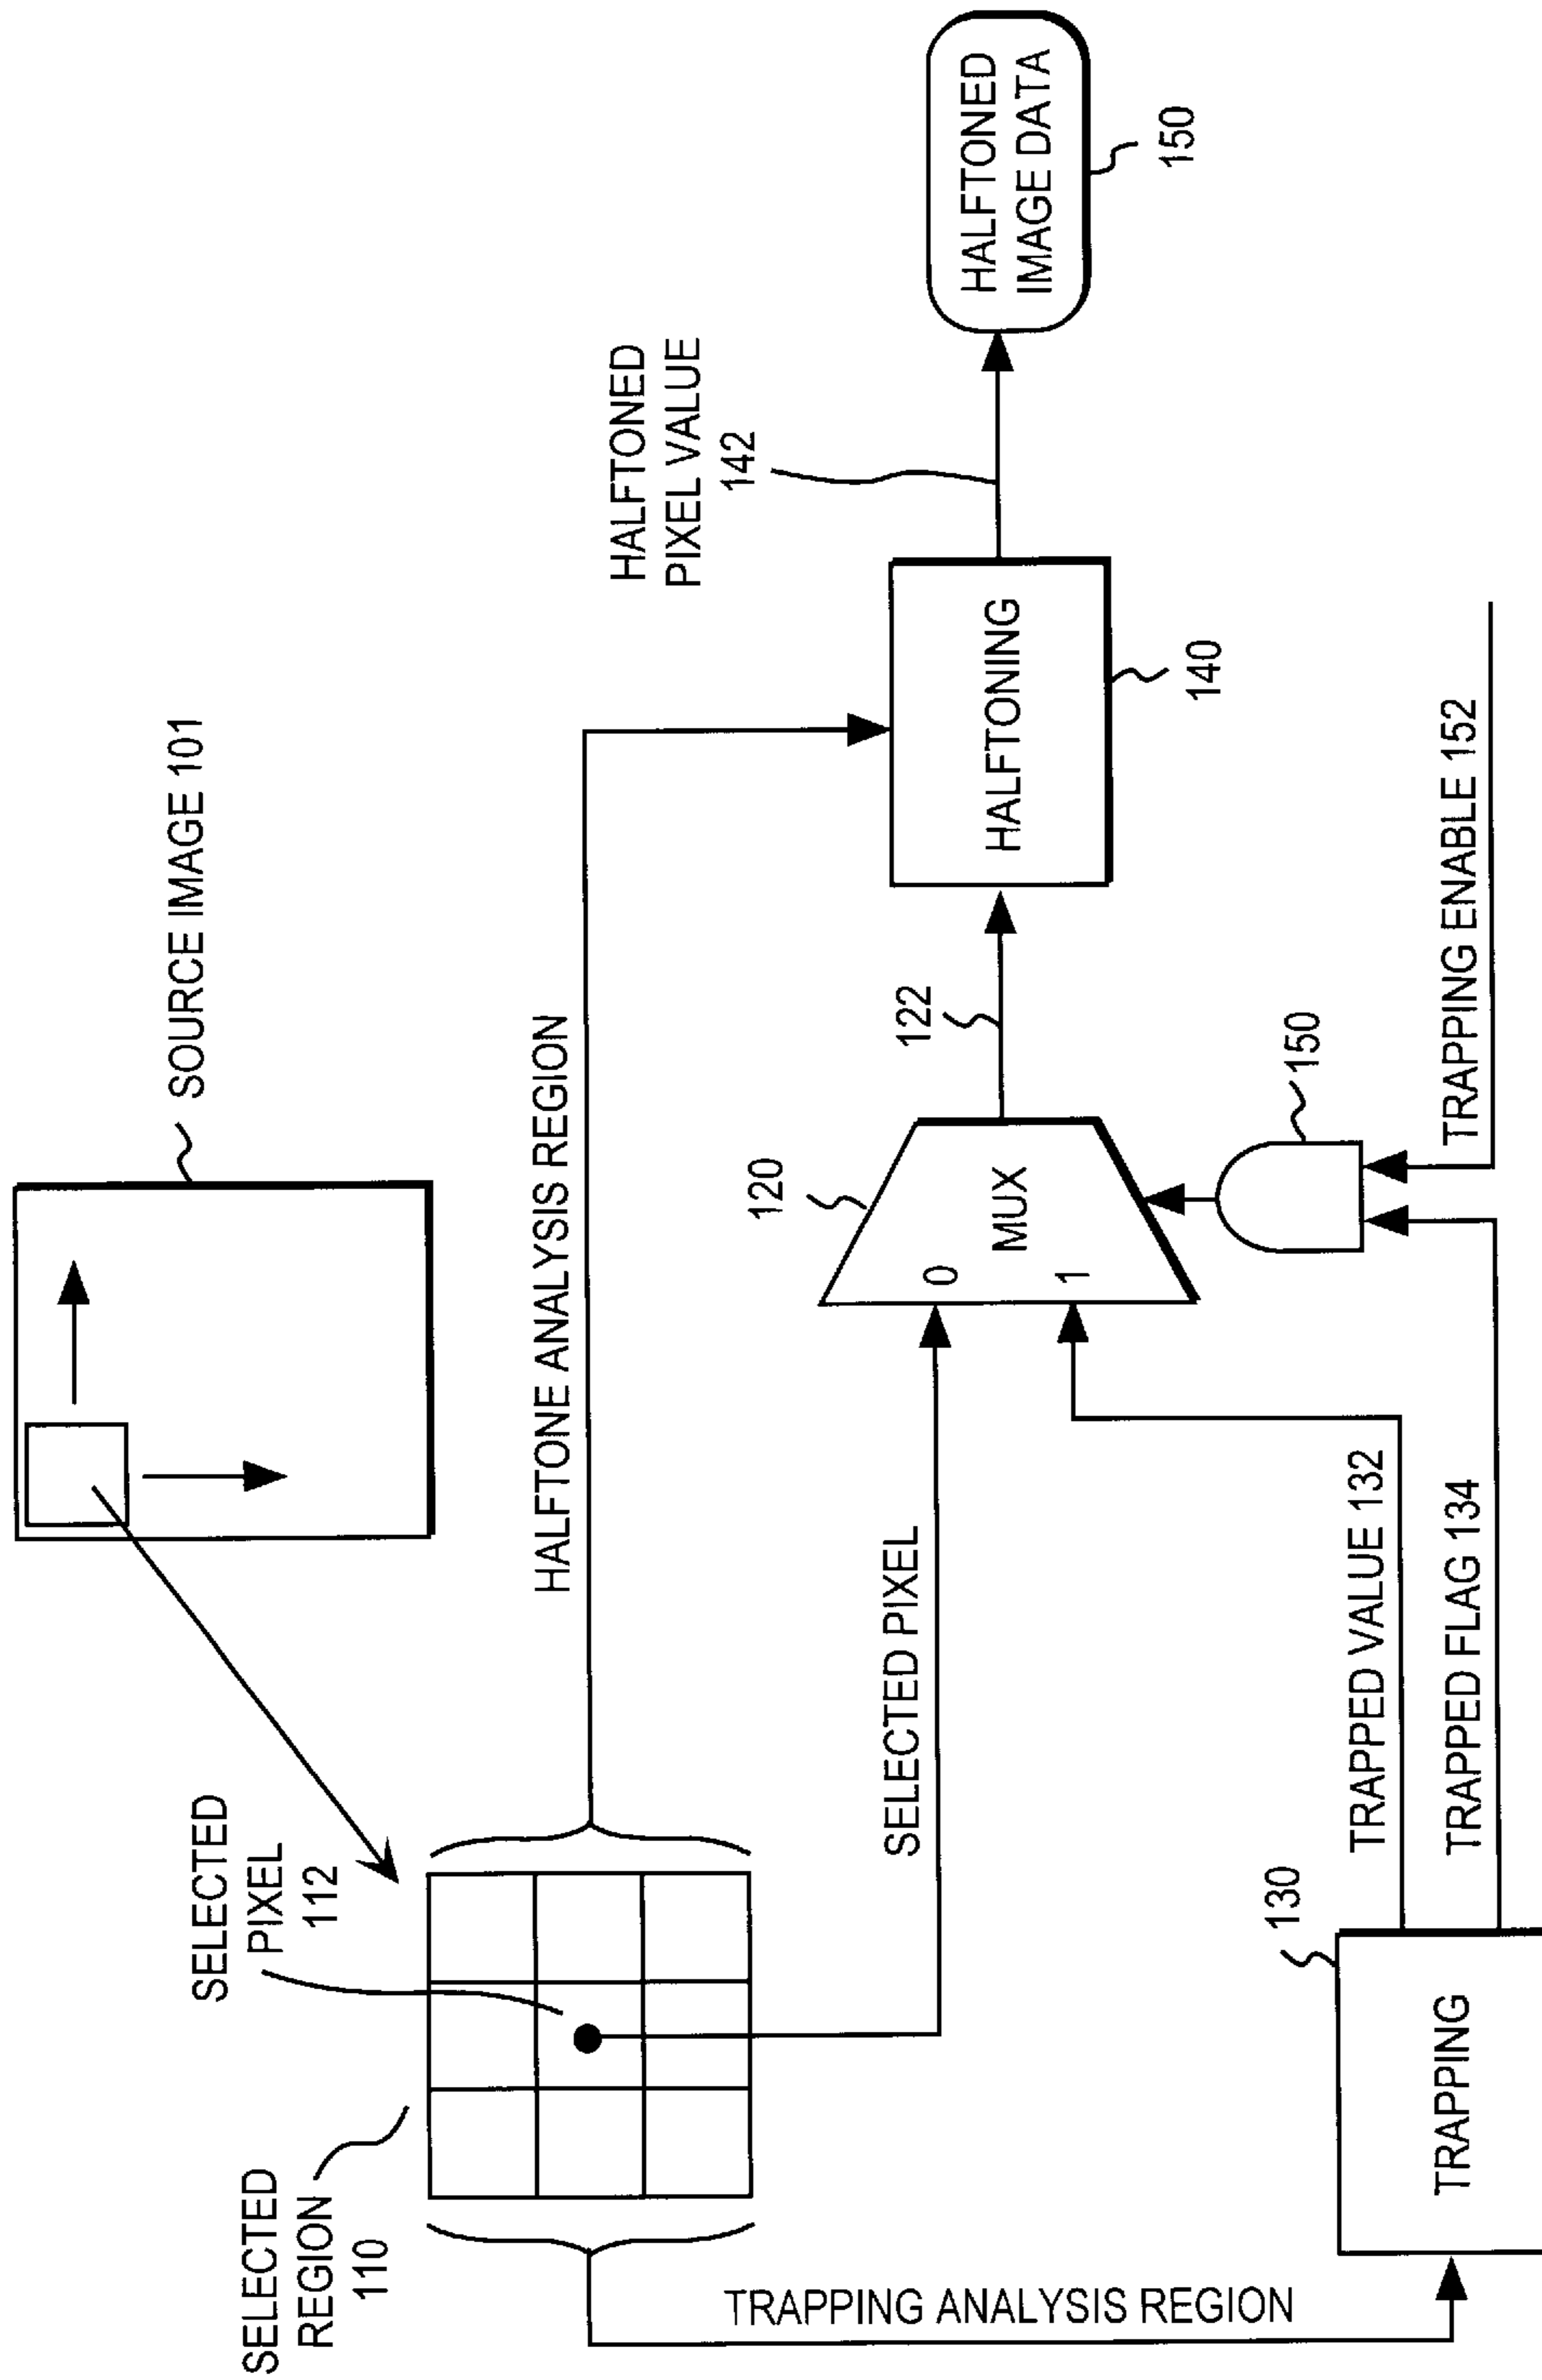 SOURCE IMAGE 101
SELECTED
REGION
110
SELECTED
PIXEL
112
HALFTONE ANALYSIS REGION
TRAPPING ANALYSIS REGION
SELECTED PIXEL
120
0
1
MUX
122
HALFTONING
140
HALFTONED
PIXEL VALUE
142
HALFTONED
IMAGE DATA
150
130
TRAPPING
TRAPPED VALUE 132
TRAPPED FLAG 134
150
TRAPPING ENABLE 152